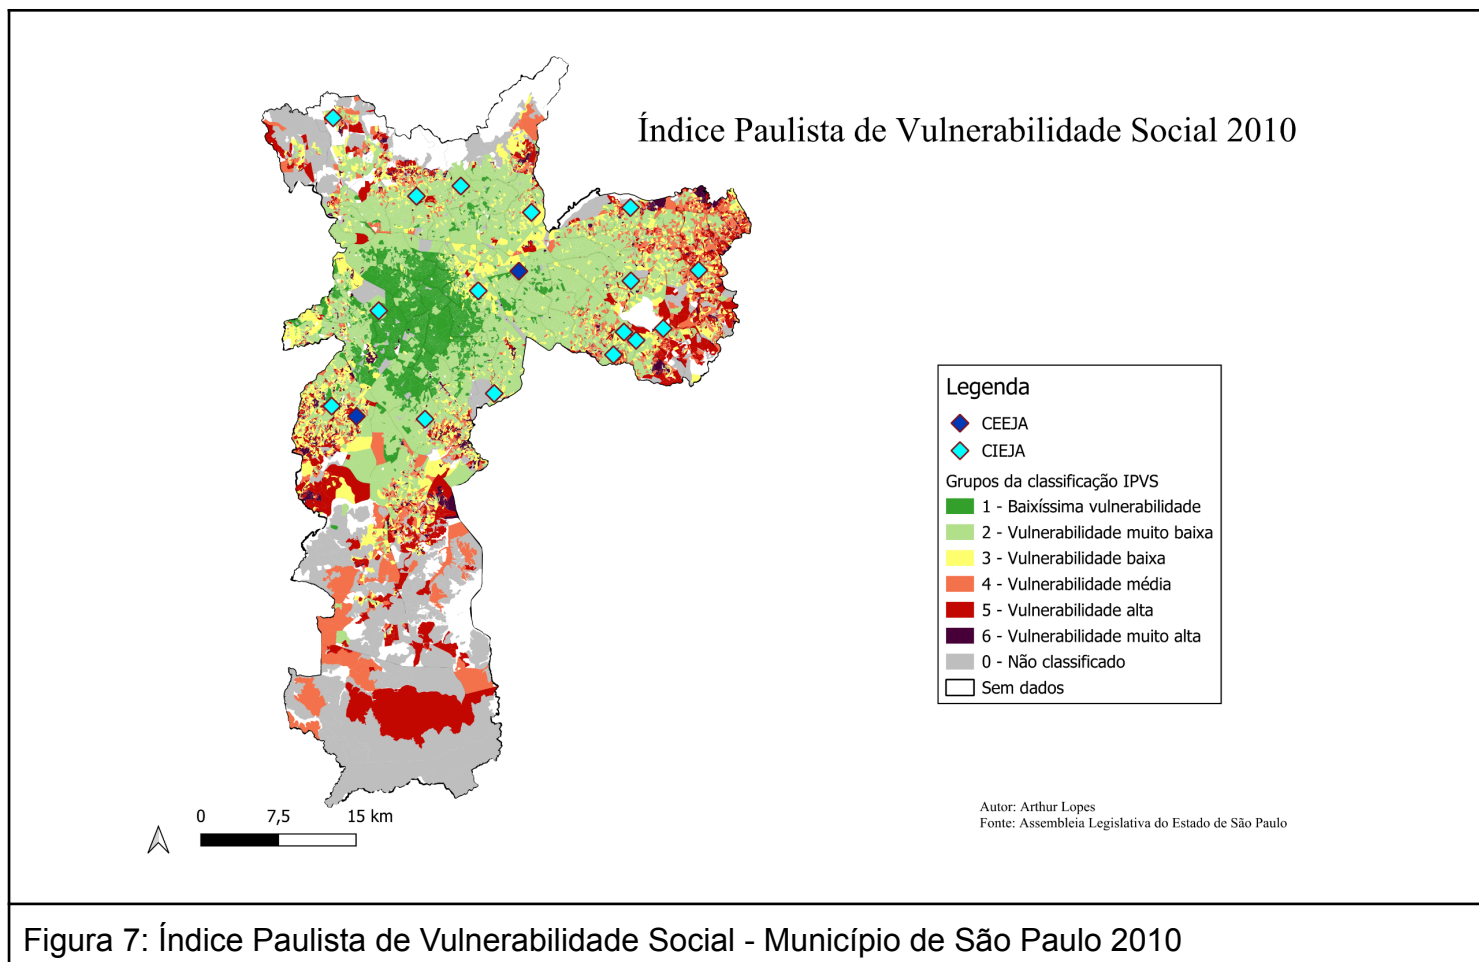 Índice Paulista de Vulnerabilidade Social 2010
Legenda
CEEJA
CIEJA
Grupos da classificação IPVS
1 - Baixíssima vulnerabilidade
2 - Vulnerabilidade muito baixa
3 - Vulnerabilidade baixa
4 - Vulnerabilidade média
5 - Vulnerabilidade alta
6 - Vulnerabilidade muito alta
0 - Não classificado
Sem dados
0 7,5 15 km
Autor: Arthur Lopes
Fonte: Assembleia Legislativa do Estado de São Paulo
Figura 7: Índice Paulista de Vulnerabilidade Social - Município de São Paulo 2010